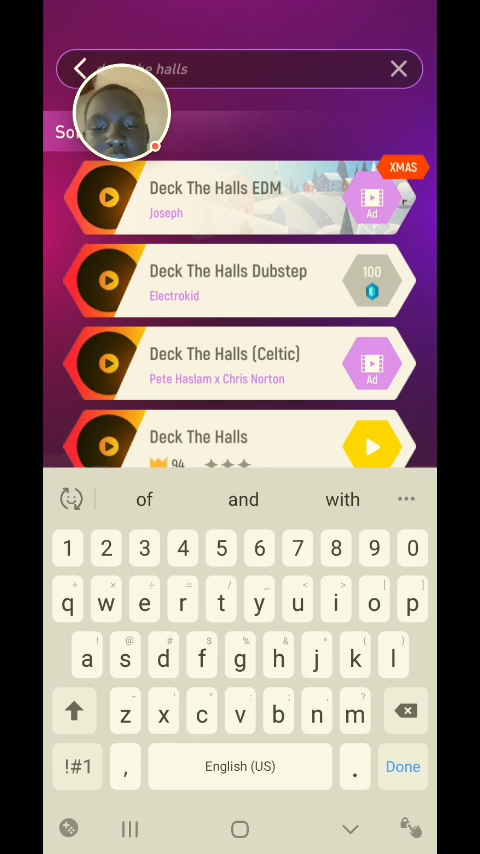 the halls
So
XMAS
Deck The Halls EDM
Joseph
Ad
Deck The Halls Dubstep
Electrokid
100
Deck The Halls (Celtic)
Pete Haslam x Chris Norton
Ad
Deck The Halls
94
of and with
1 2 3 4 5 6 7 8 9 0
q w e r t y u i o p
a s d f g h j k l
z x c v b n m
!#1 , English (US) . Done